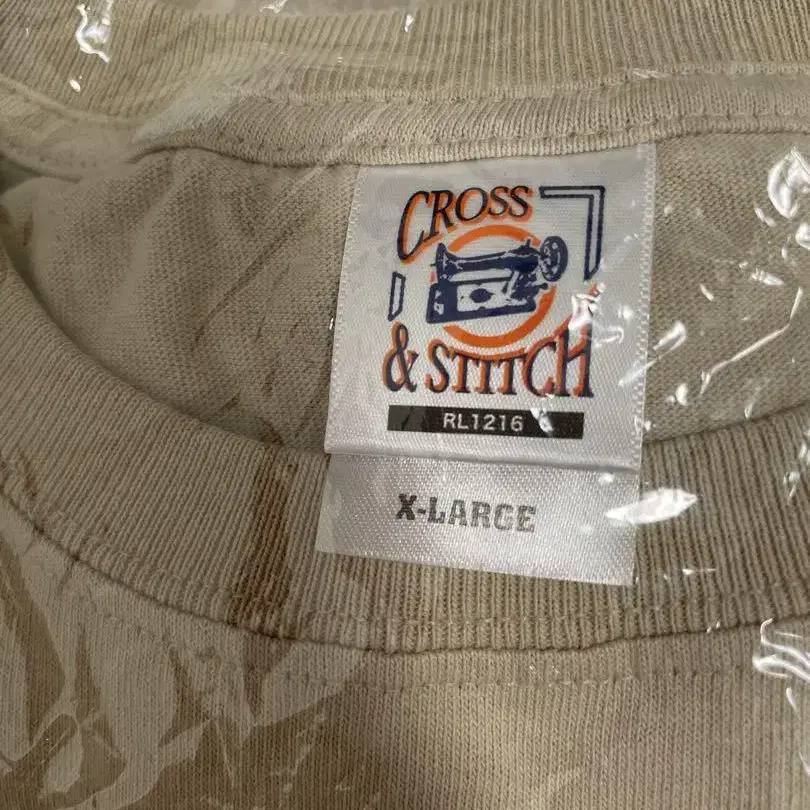 CROSS
& STITCH
RL1216
X-LARGE